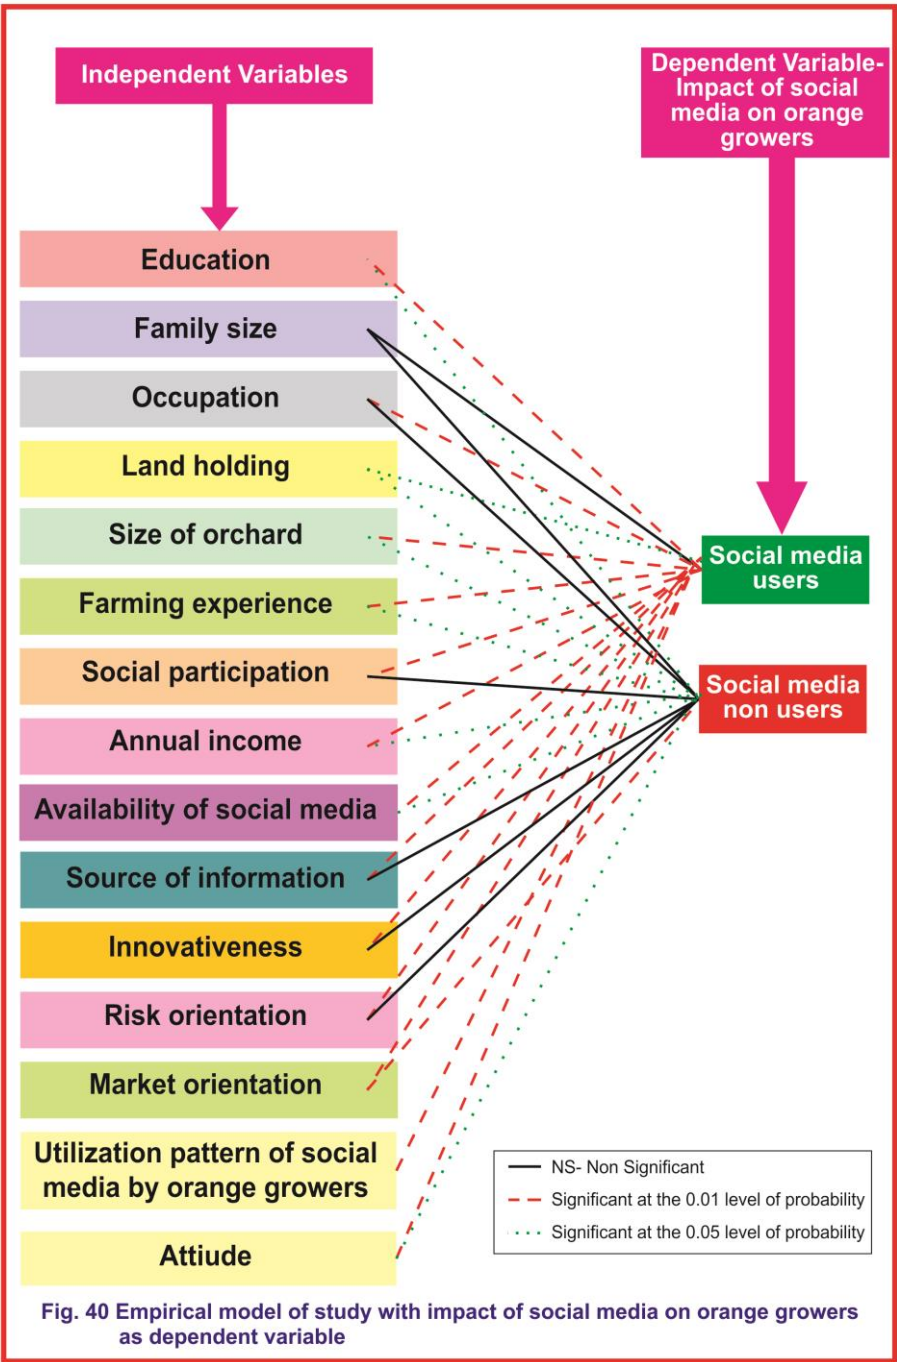 Independent Variables
Dependent Variable-
Impact of social
media on orange
growers
Education
Family size
Occupation
Land holding
Size of orchard
Farming experience
Social participation
Annual income
Availability of social media
Source of information
Innovativeness
Risk orientation
Market orientation
Utilization pattern of social
media by orange growers
Attiude
Social media
users
Social media
non users
NS- Non Significant
Significant at the 0.01 level of probability
Significant at the 0.05 level of probability
Fig. 40 Empirical model of study with impact of social media on orange growers
as dependent variable